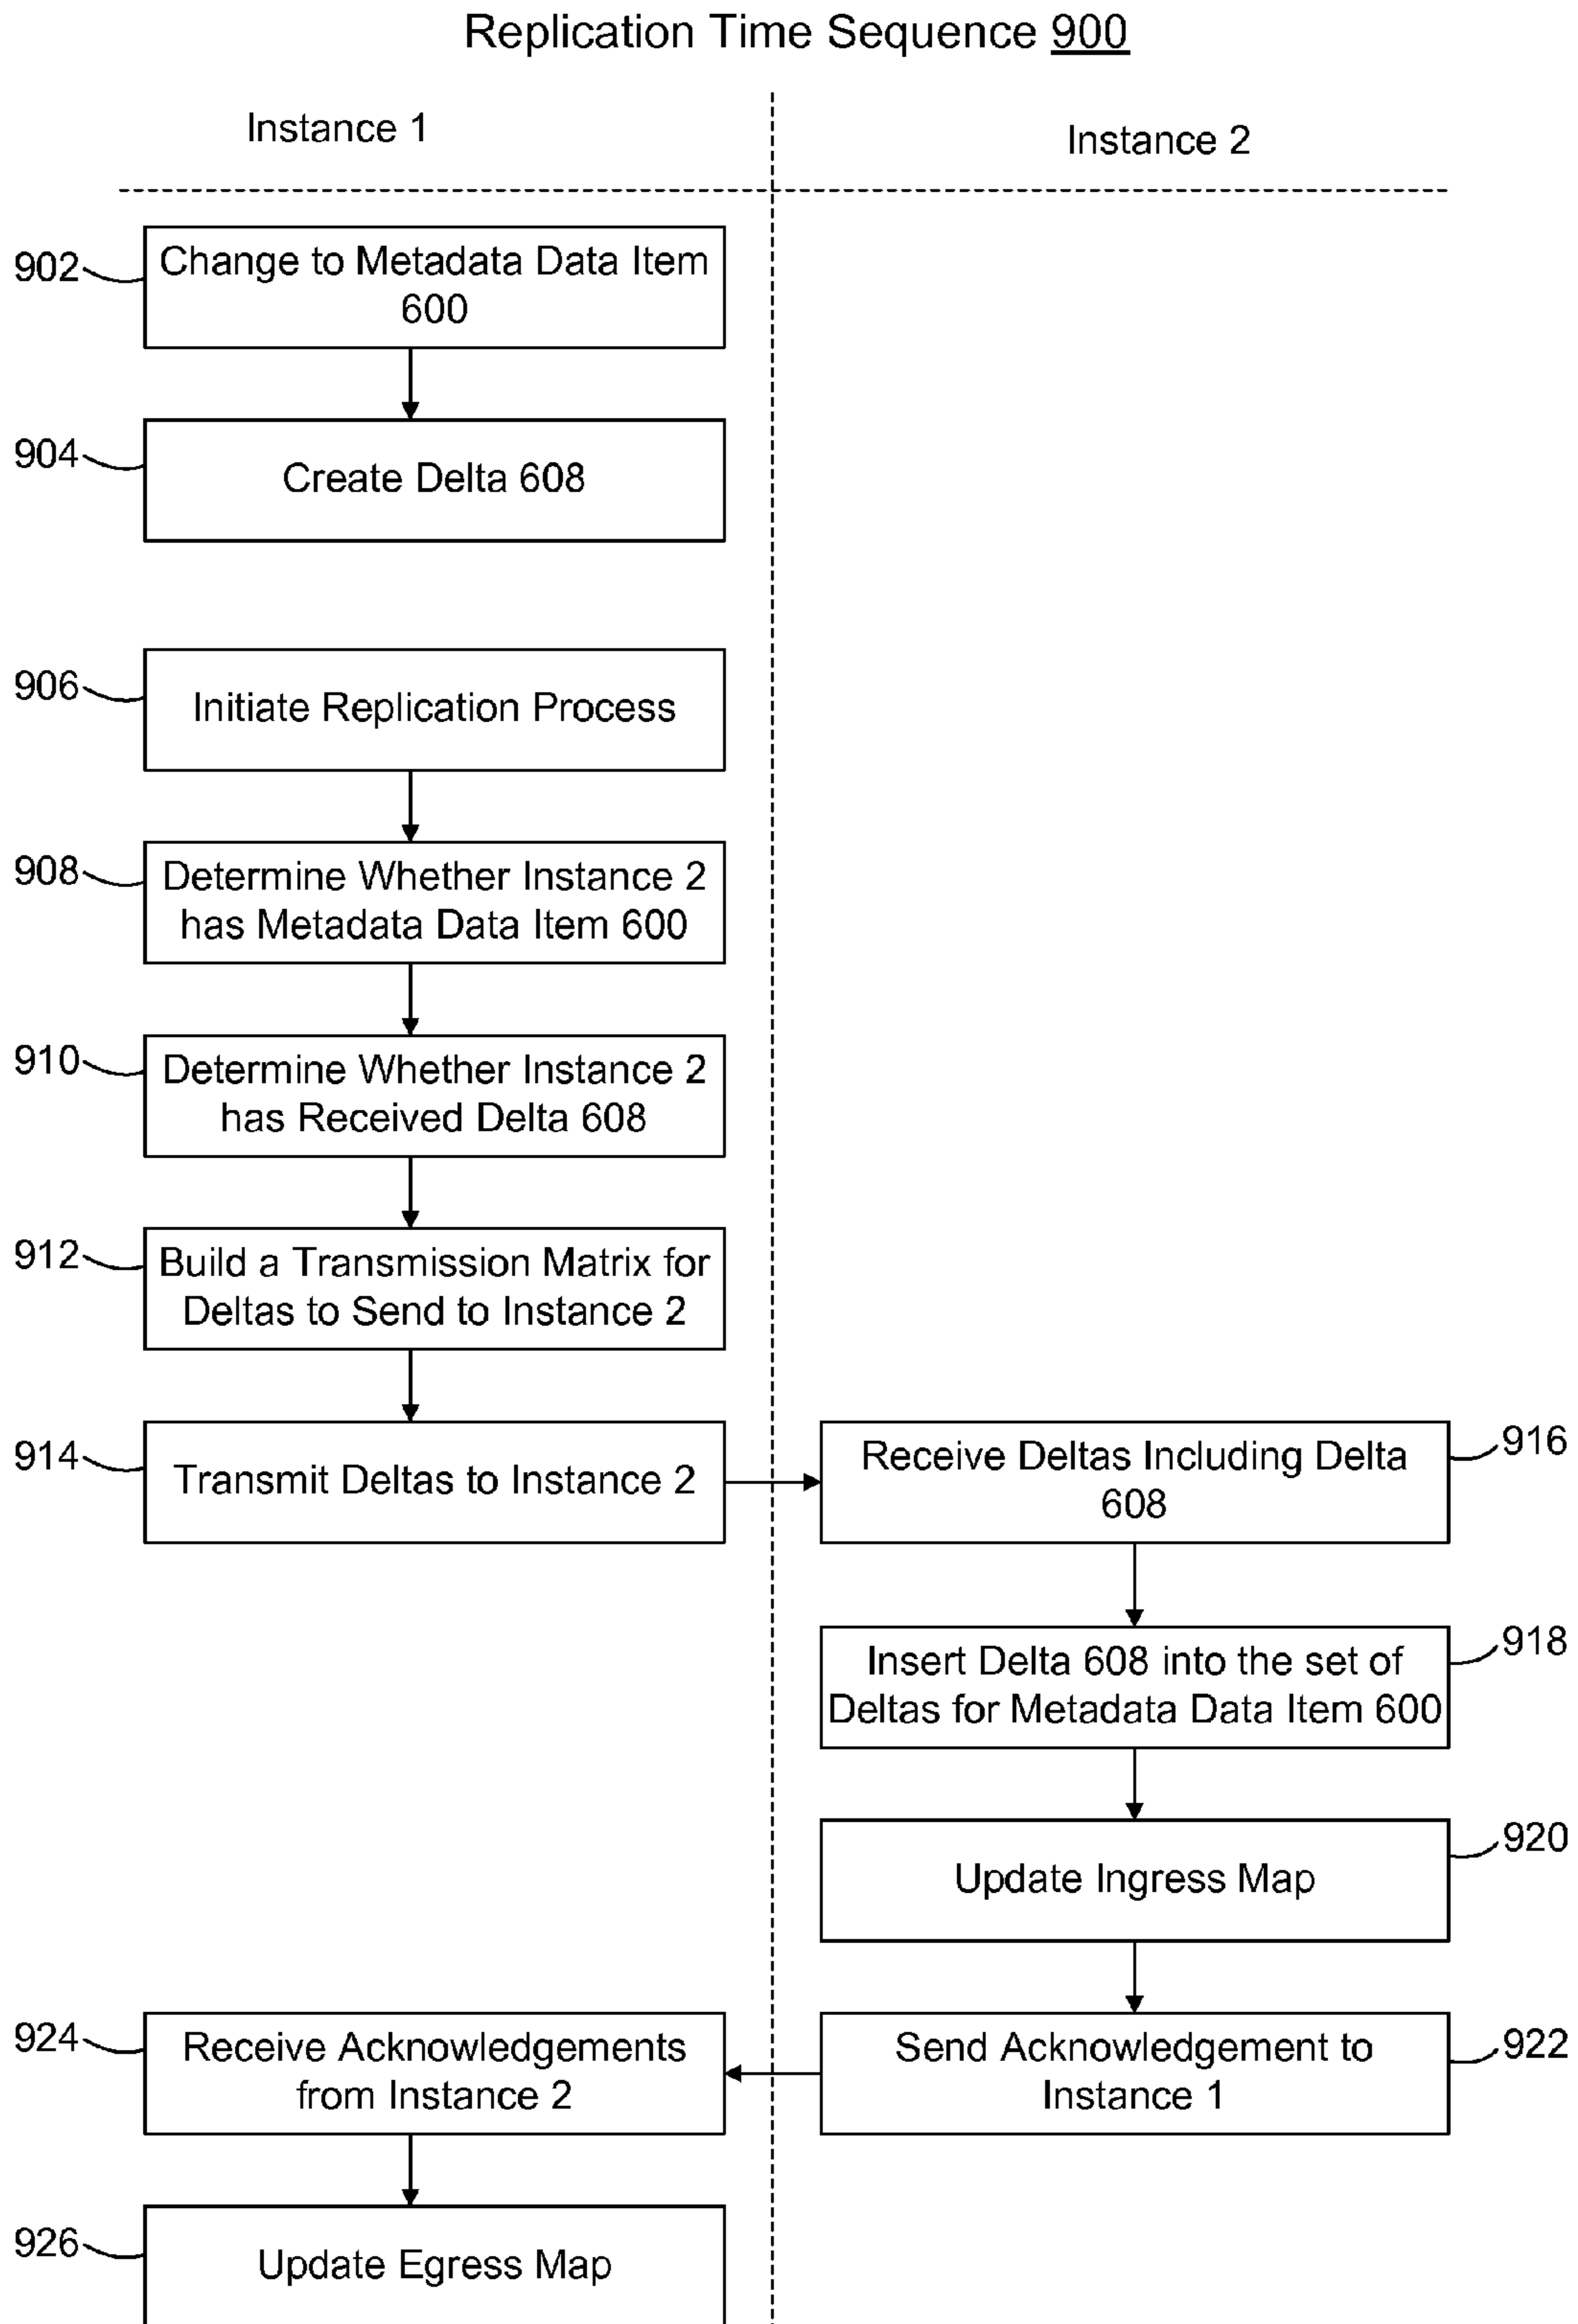 Replication Time Sequence 900
Instance 1
Instance 2
902
Change to Metadata Data Item
600
904
Create Delta 608
906
Initiate Replication Process
908
Determine Whether Instance 2
has Metadata Data Item 600
910
Determine Whether Instance 2
has Received Delta 608
912
Build a Transmission Matrix for
Deltas to Send to Instance 2
914
Transmit Deltas to Instance 2
Receive Deltas Including Delta
608
916
Insert Delta 608 into the set of
Deltas for Metadata Data Item 600
918
Update Ingress Map
920
Send Acknowledgement to
Instance 1
922
924
Receive Acknowledgements
from Instance 2
926
Update Egress Map